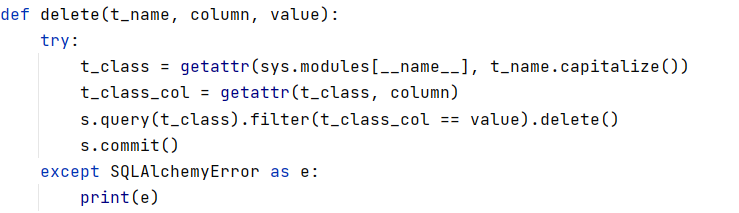 def delete(t_name, column, value):
    try:
        t_class = getattr(sys.modules[__name__], t_name.capitalize())
        t_class_col = getattr(t_class, column)
        s.query(t_class).filter(t_class_col == value).delete()
        s.commit()
    except SQLAlchemyError as e:
        print(e)